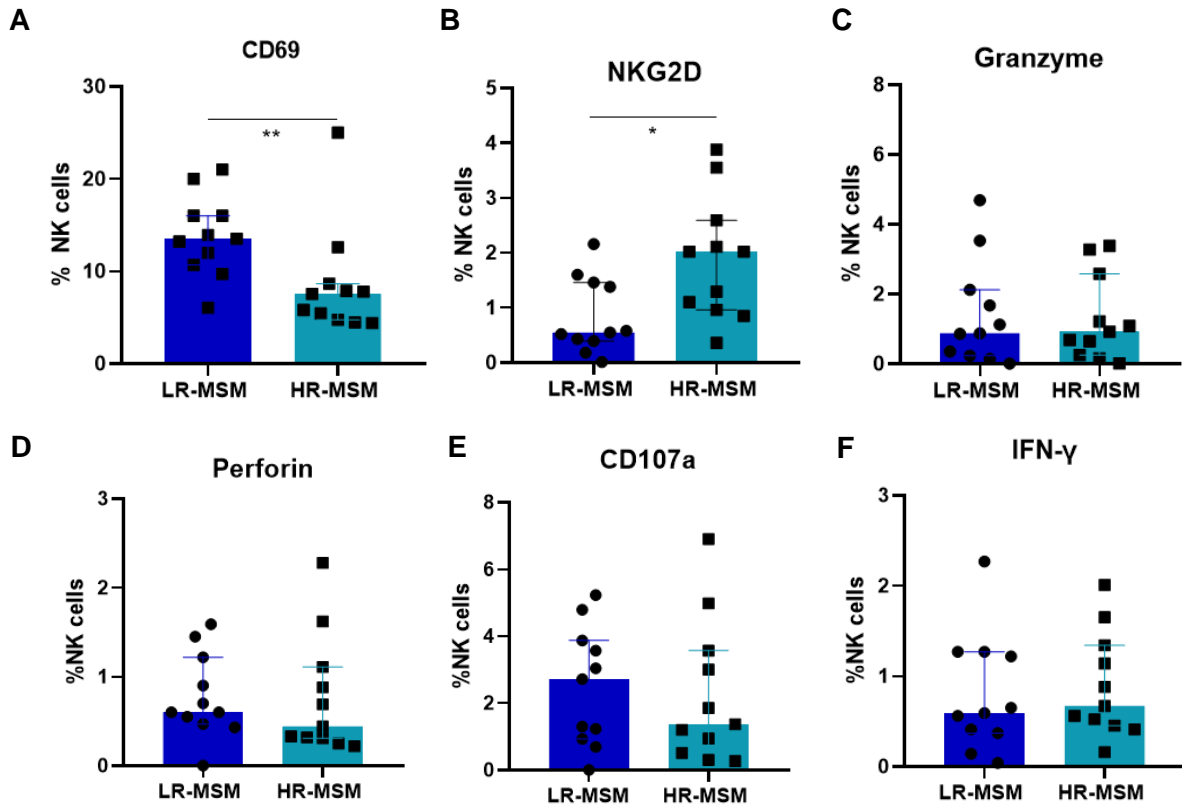 A
CD69
% NK cells
30
20
10
0
**
LR-MSM HR-MSM
B
NKG2D
% NK cells
5
4
3
2
1
0
*
LR-MSM HR-MSM
C
Granzyme
% NK cells
8
6
4
2
0
LR-MSM HR-MSM
D
Perforin
%NK cells
3
2
1
0
LR-MSM HR-MSM
E
CD107a
%NK cells
8
6
4
2
0
LR-MSM HR-MSM
F
IFN-γ
%NK cells
3
2
1
0
LR-MSM HR-MSM